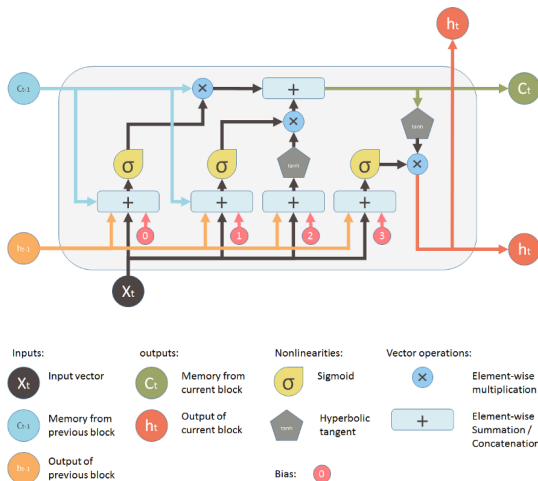 hₜ
Cₜ₋₁
×
+
Cₜ
tanh
×
σ
σ
tanh
σ
×
+
+
+
+
0
1
2
3
hₜ₋₁
hₜ
Xₜ
Inputs:
outputs:
Nonlinearities:
Vector operations:
Xₜ
Input vector
Cₜ
Memory from
current block
σ
Sigmoid
×
Element-wise
multiplication
Cₜ₋₁
Memory from
previous block
hₜ
Output of
current block
tanh
Hyperbolic
tangent
+
Element-wise
Summation /
Concatenation
hₜ₋₁
Output of
previous block
Bias:
0